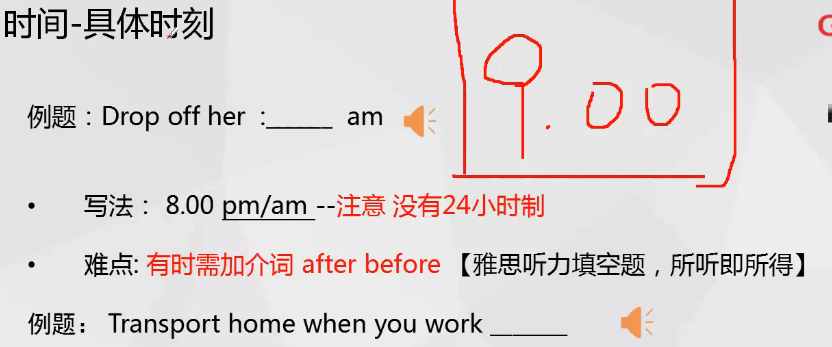 时间-具体时刻
9.00
例题：Drop off her :______ am
• 写法： 8.00 pm/am --注意 没有24小时制
• 难点: 有时需加介词 after before 【雅思听力填空题，所听即所得】
例题： Transport home when you work _______